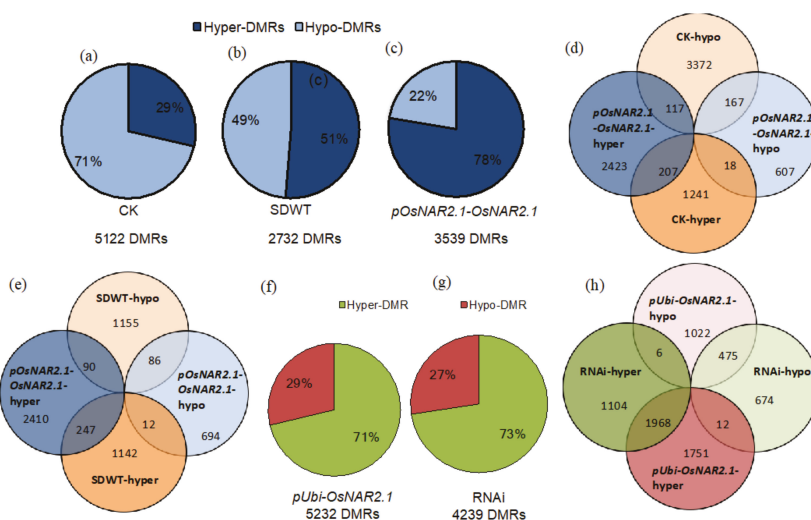 Hyper-DMRs Hypo-DMRs
(a)
29%
71%
CK
5122 DMRs
(b)
(c)
49%
51%
SDWT
2732 DMRs
(c)
22%
78%
pOsNAR2.1-OsNAR2.1
3539 DMRs
(d)
CK-hypo
3372
117
167
pOsNAR2.1
-OsNAR2.1-
hyper
2423
pOsNAR2.1
-OsNAR2.1-
hypo
607
207
18
1241
CK-hyper
(e)
SDWT-hypo
1155
90
86
pOsNAR2.1-
OsNAR2.1-
hyper
2410
pOsNAR2.1-
OsNAR2.1-
hypo
694
247
12
1142
SDWT-hyper
(f)
(g)
Hyper-DMR Hypo-DMR
29%
71%
pUbi-OsNAR2.1
5232 DMRs
27%
73%
RNAi
4239 DMRs
(h)
pUbi-OsNAR2.1-
hypo
1022
6
475
RNAi-hyper
1104
RNAi-hypo
674
1968
12
1751
pUbi-OsNAR2.1-
hyper